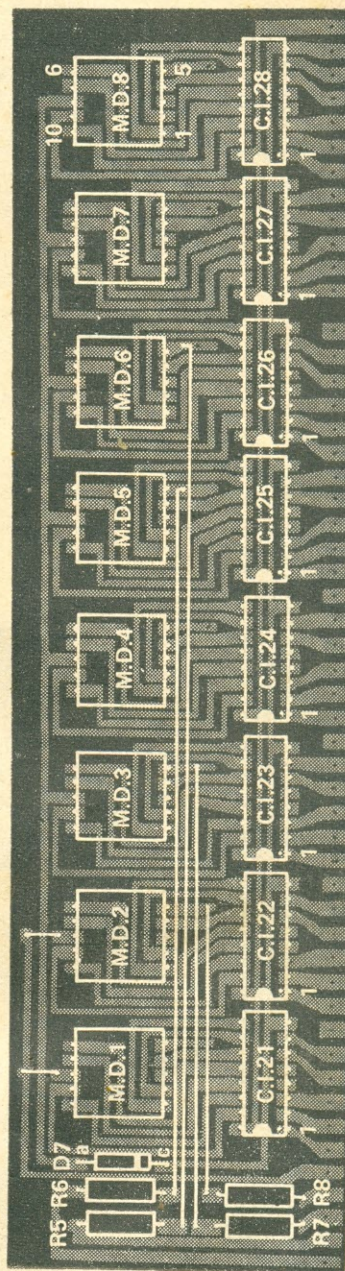 6
10
M.D.8
5
1
C.I.28
1
M.D.7
C.I.27
1
M.D.6
C.I.26
1
M.D.5
C.I.25
1
M.D.4
C.I.24
1
M.D.3
C.I.23
1
M.D.2
C.I.22
1
M.D.1
C.I.21
1
D7
a
c
R6
R5
R8
R7